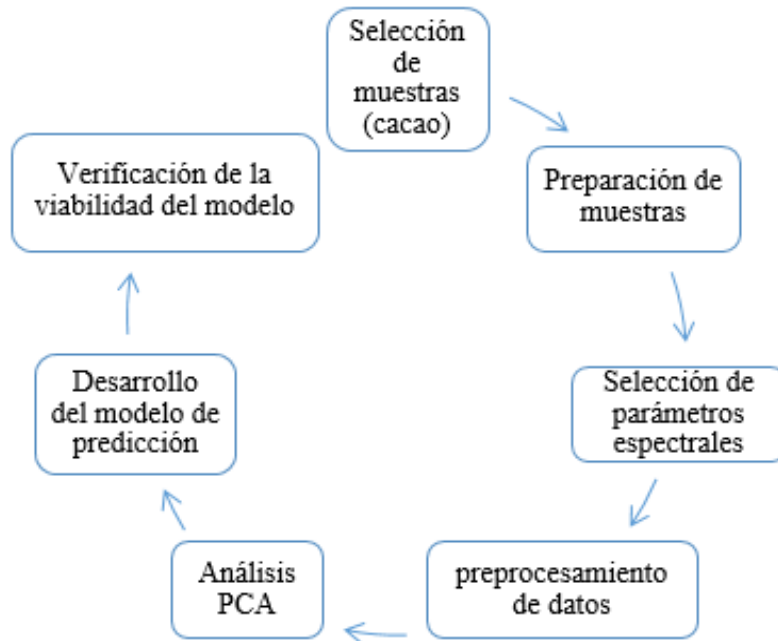 Selección
de
muestras
(cacao)
Preparación de
muestras
Selección de
parámetros
espectrales
preprocesamiento
de datos
Análisis
PCA
Desarrollo
del modelo de
predicción
Verificación de la
viabilidad del modelo